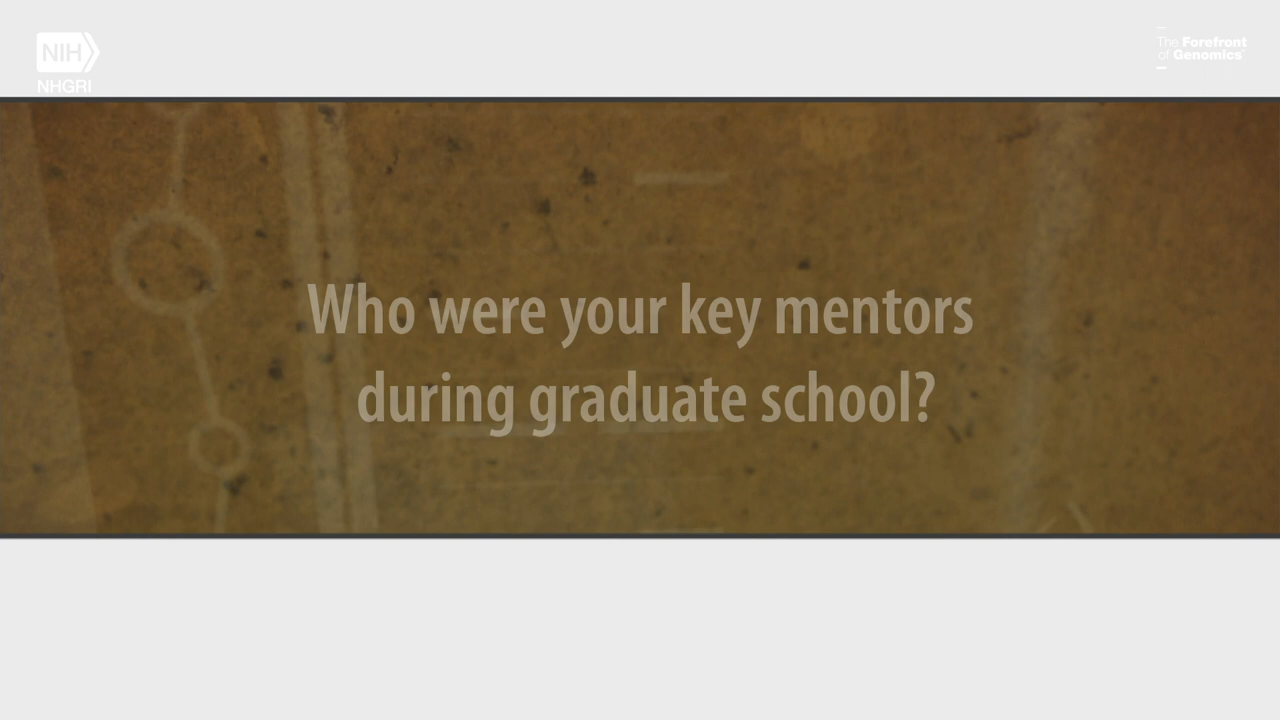 NIH
NHGRI
The Forefront
of Genomics®
Who were your key mentors
during graduate school?